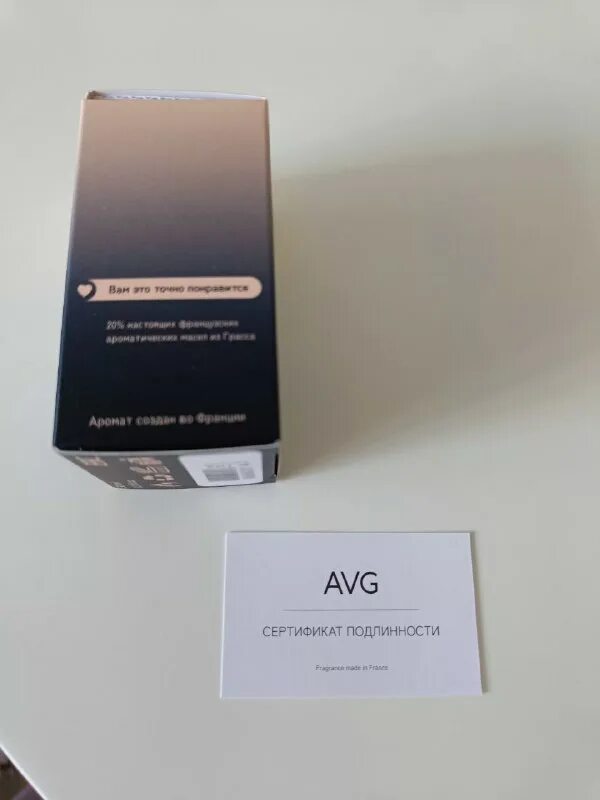 Вам это точно понравится
20% настоящих французских
ароматических масел из Грасса
Аромат создан во Франции
AVG
СЕРТИФИКАТ ПОДЛИННОСТИ
Fragrance made in France